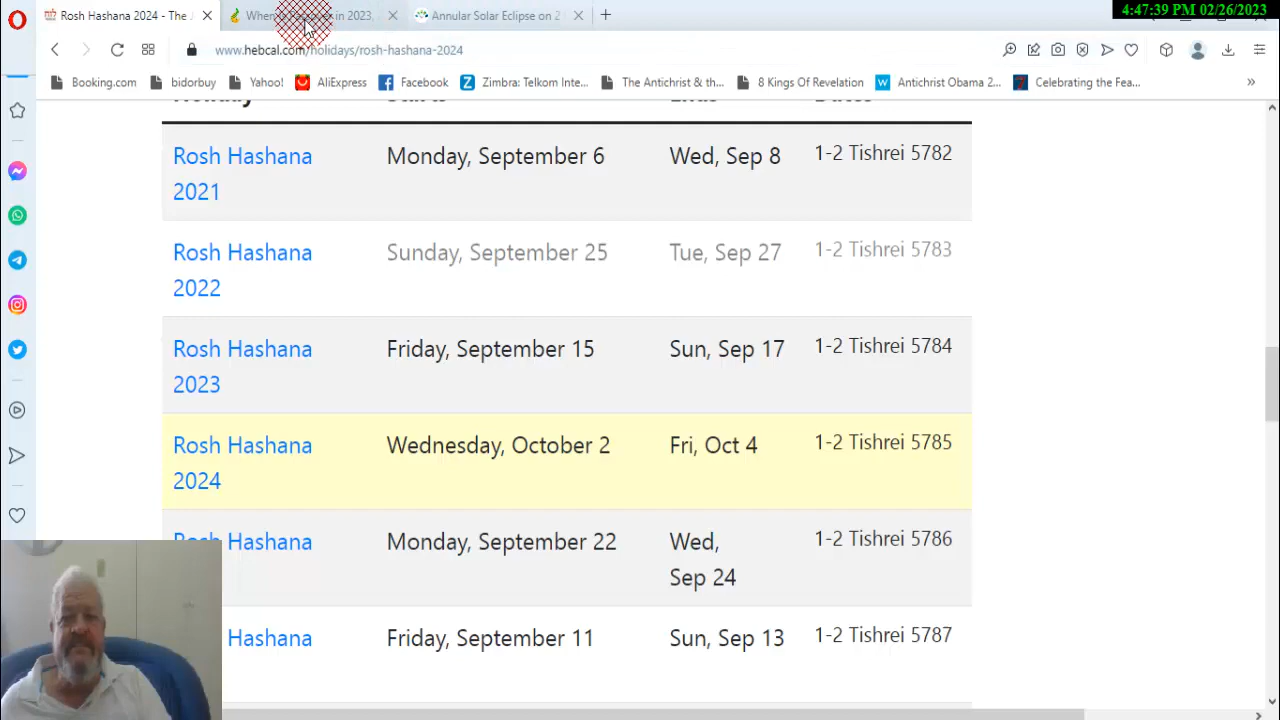 4:47:39 PM 02/26/2023
Rosh Hashana 2024 - The
in 2023,
Annular Solar Eclipse on 2
www.hebcal.com/holidays/rosh-hashana-2024
Booking.com bidorbuy Yahoo! AliExpress Facebook Zimbra: Telkom Inte... The Antichrist & th... 8 Kings Of Revelation Antichrist Obama 2... Celebrating the Fea... »
Rosh Hashana 2021 Monday, September 6 Wed, Sep 8 1-2 Tishrei 5782
Rosh Hashana 2022 Sunday, September 25 Tue, Sep 27 1-2 Tishrei 5783
Rosh Hashana 2023 Friday, September 15 Sun, Sep 17 1-2 Tishrei 5784
Rosh Hashana 2024 Wednesday, October 2 Fri, Oct 4 1-2 Tishrei 5785
Hashana Monday, September 22 Wed, Sep 24 1-2 Tishrei 5786
Hashana Friday, September 11 Sun, Sep 13 1-2 Tishrei 5787